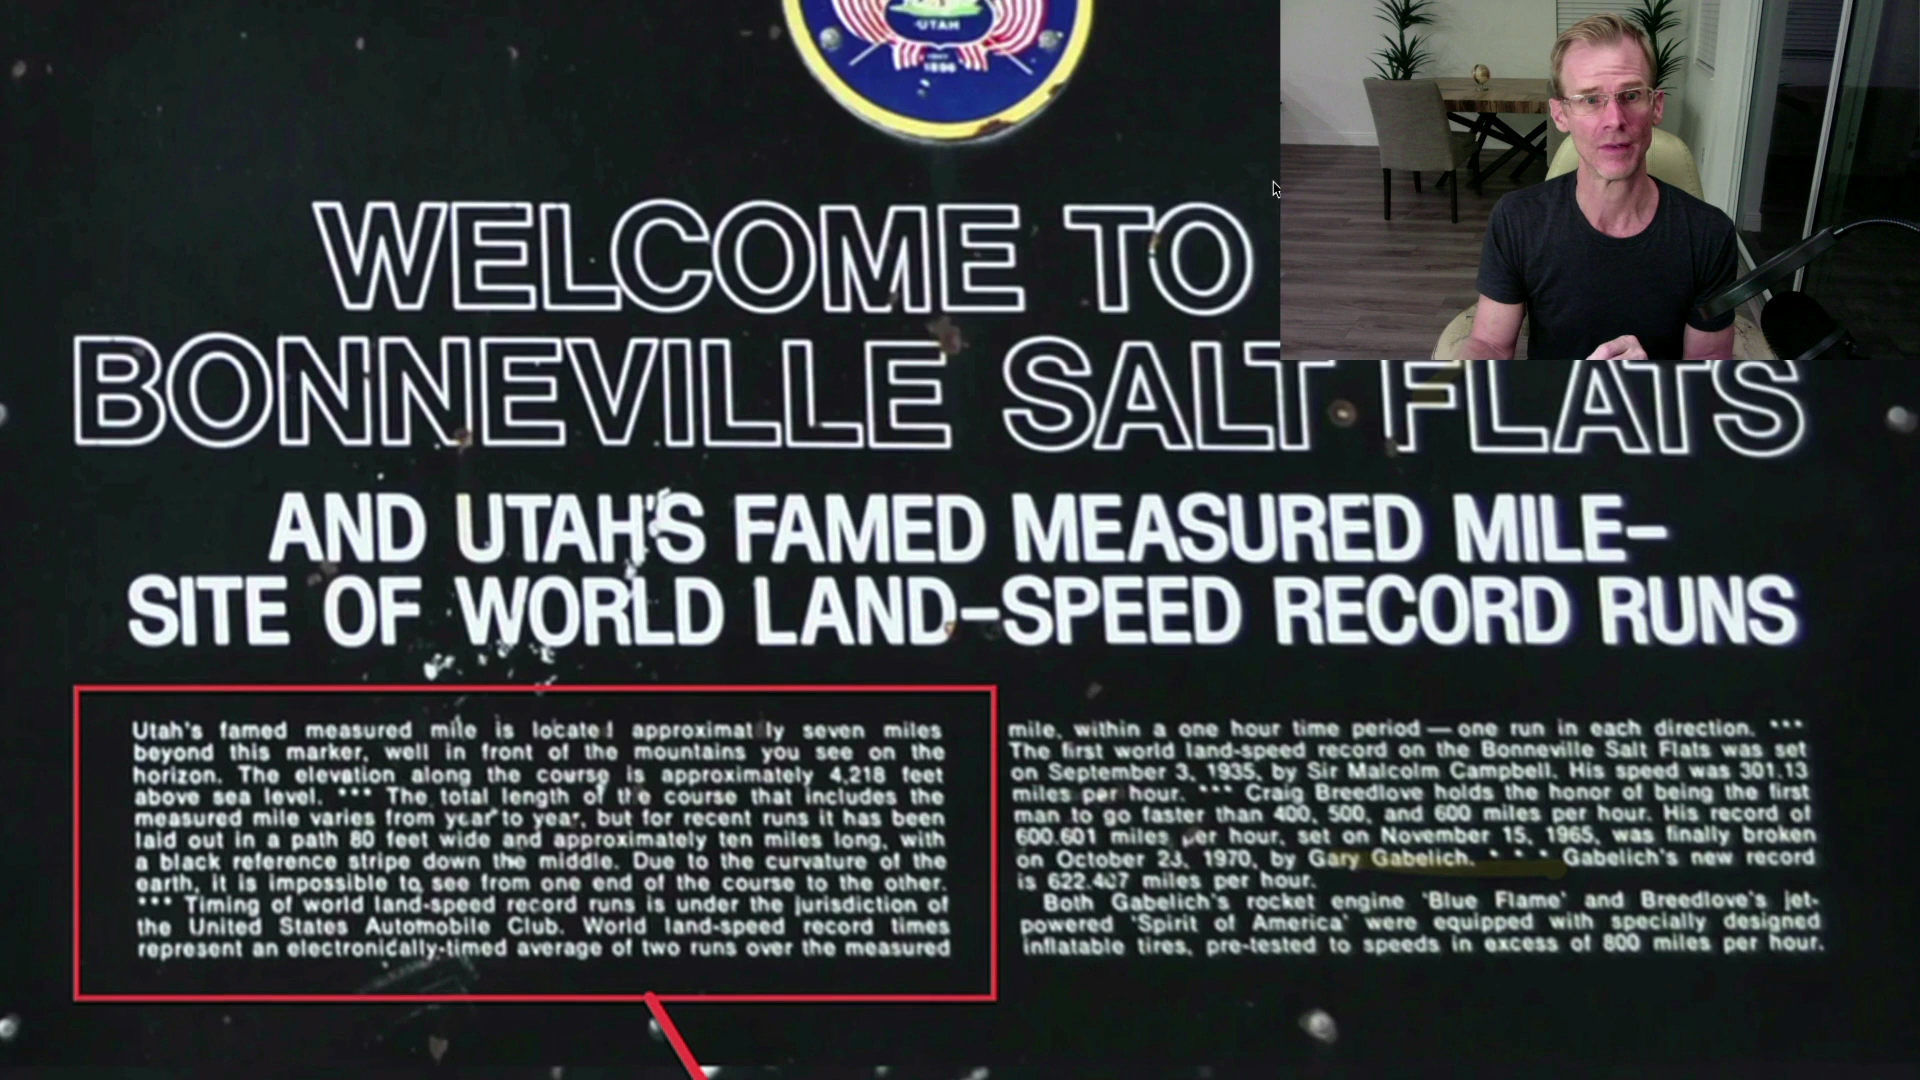 UTAH
1896
WELCOME TO
BONNEVILLE SALT FLATS
AND UTAH'S FAMED MEASURED MILE–
SITE OF WORLD LAND–SPEED RECORD RUNS
Utah's famed measured mile is located approximat ly seven miles
beyond this marker, well in front of the mountains you see on the
horizon. The elevation along the course is approximately 4,218 feet
above sea level. *** The total length of the course that includes the
measured mile varies from year to year, but for recent runs it has been
laid out in a path 80 feet wide and approximately ten miles long, with
a black reference stripe down the middle. Due to the curvature of the
earth, it is impossible to see from one end of the course to the other.
*** Timing of world land-speed record runs is under the jurisdiction of
the United States Automobile Club. World land-speed record times
represent an electronically-timed average of two runs over the measured
mile, within a one hour time period — one run in each direction. ***
The first world land-speed record on the Bonneville Salt Flats was set
on September 3, 1935, by Sir Malcolm Campbell. His speed was 301.13
miles per hour. *** Craig Breedlove holds the honor of being the first
man to go faster than 400, 500, and 600 miles per hour. His record of
600.601 miles per hour, set on November 15, 1965, was finally broken
on October 23, 1970, by Gary Gabelich. *** Gabelich's new record
is 622.407 miles per hour.
Both Gabelich's rocket engine 'Blue Flame' and Breedlove's jet-
powered 'Spirit of America' were equipped with specially designed
inflatable tires, pre-tested to speeds in excess of 800 miles per hour.